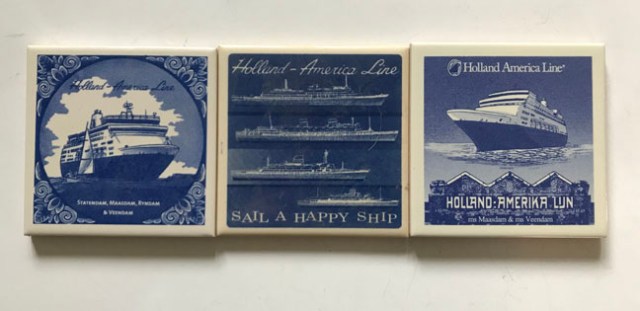 Holland - America Line
STATENDAM, MAASDAM, RYNDAM
& VEENDAM
Holland - America Line
SAIL A HAPPY SHIP
Holland America Line®
HOLLAND-AMERIKA LIJN
ms Maasdam & ms Veendam